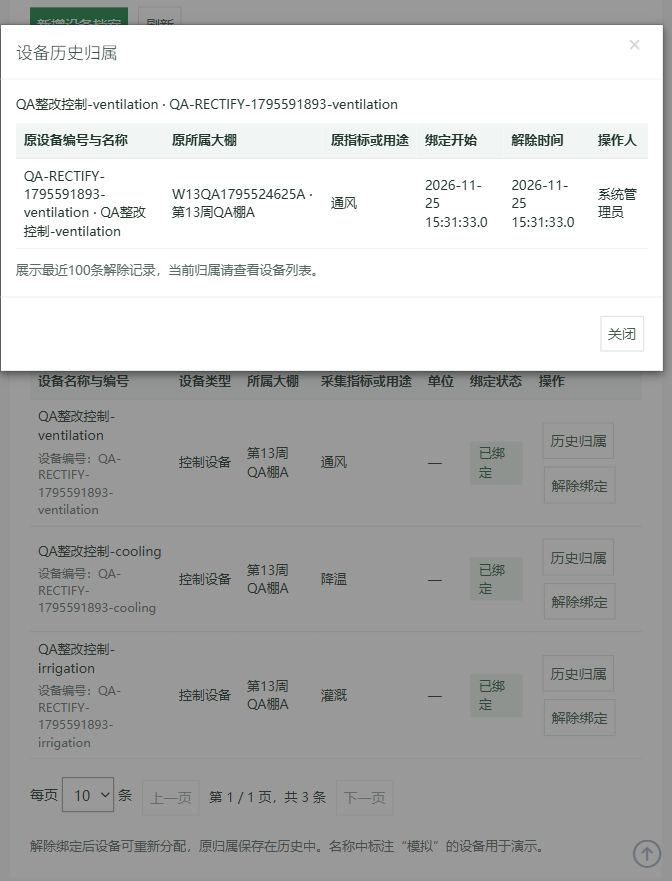 新增设备档案 刷新
设备历史归属 ×
QA整改控制-ventilation · QA-RECTIFY-1795591893-ventilation
原设备编号与名称 原所属大棚 原指标或用途 绑定开始 解除时间 操作人
QA-RECTIFY-
1795591893-
ventilation · QA整改
控制-ventilation
W13QA1795524625A ·
第13周QA棚A
通风
2026-11-
25
15:31:33.0
2026-11-
25
15:31:33.0
系统管
理员
展示最近100条解除记录，当前归属请查看设备列表。
关闭
设备名称与编号 设备类型 所属大棚 采集指标或用途 单位 绑定状态 操作
QA整改控制-
ventilation
设备编号：QA-
RECTIFY-
1795591893-
ventilation
控制设备
第13周
QA棚A
通风
—
已绑
定
历史归属
解除绑定
QA整改控制-cooling
设备编号：QA-
RECTIFY-
1795591893-cooling
控制设备
第13周
QA棚A
降温
—
已绑
定
历史归属
解除绑定
QA整改控制-
irrigation
设备编号：QA-
RECTIFY-
1795591893-
irrigation
控制设备
第13周
QA棚A
灌溉
—
已绑
定
历史归属
解除绑定
每页 10 条 上一页 第 1 / 1 页，共 3 条 下一页
解除绑定后设备可重新分配，原归属保存在历史中。名称中标注“模拟”的设备用于演示。